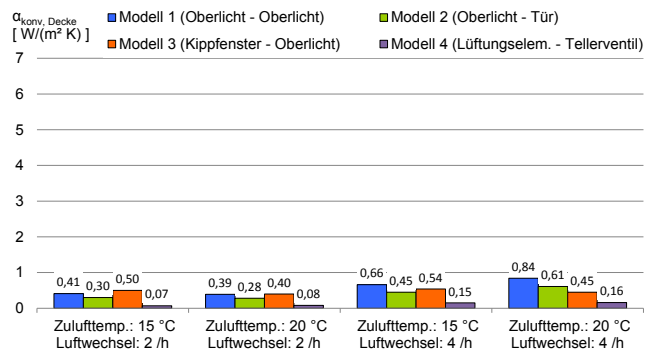 αkonv, Decke
[ W/(m² K) ]
Modell 1 (Oberlicht - Oberlicht)
Modell 2 (Oberlicht - Tür)
Modell 3 (Kippfenster - Oberlicht)
Modell 4 (Lüftungselem. - Tellerventil)
7
6
5
4
3
2
1
0
0,41 0,30 0,50 0,07
0,39 0,28 0,40 0,08
0,66 0,45 0,54 0,15
0,84 0,61 0,45 0,16
Zulufttemp.: 15 °C
Luftwechsel: 2 /h
Zulufttemp.: 20 °C
Luftwechsel: 2 /h
Zulufttemp.: 15 °C
Luftwechsel: 4 /h
Zulufttemp.: 20 °C
Luftwechsel: 4 /h